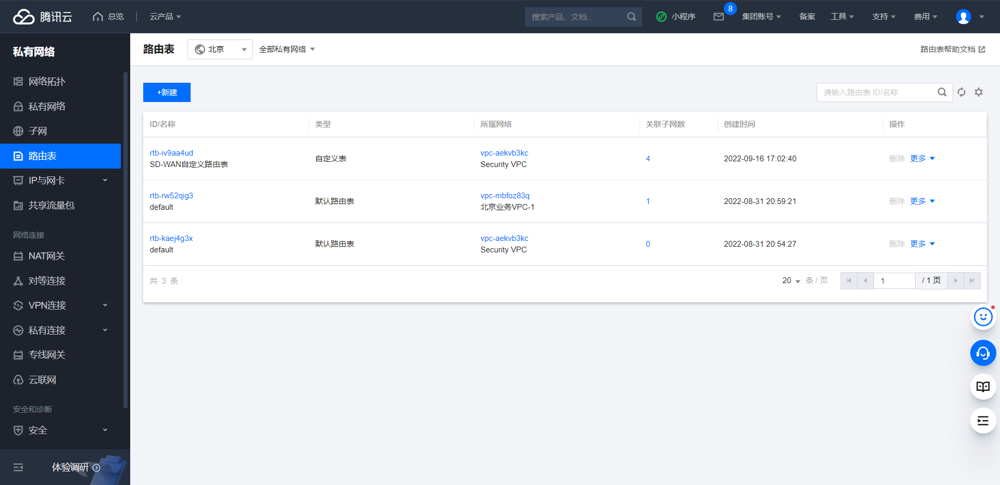 腾讯云
总览
云产品
搜索产品、文档...
小程序
8
集团账号
备案
工具
支持
费用
私有网络
网络拓扑
私有网络
子网
路由表
IP与网卡
共享流量包
网络连接
NAT网关
对等连接
VPN连接
私有连接
专线网关
云联网
安全和诊断
安全
体验调研
路由表
北京
全部私有网络
路由表帮助文档
+新建
请输入路由表 ID/名称
ID/名称 类型 所属网络 关联子网数 创建时间 操作
rtb-iv9aa4ud
SD-WAN自定义路由表
自定义表
vpc-aekvb3kc
Security VPC
4
2022-09-16 17:02:40
删除 更多
rtb-rw52qig3
default
默认路由表
vpc-mbfoz83q
北京业务VPC-1
1
2022-08-31 20:59:21
删除 更多
rtb-kaej4g3x
default
默认路由表
vpc-aekvb3kc
Security VPC
0
2022-08-31 20:54:27
删除 更多
共 3 条
20 条 / 页
1
/ 1 页